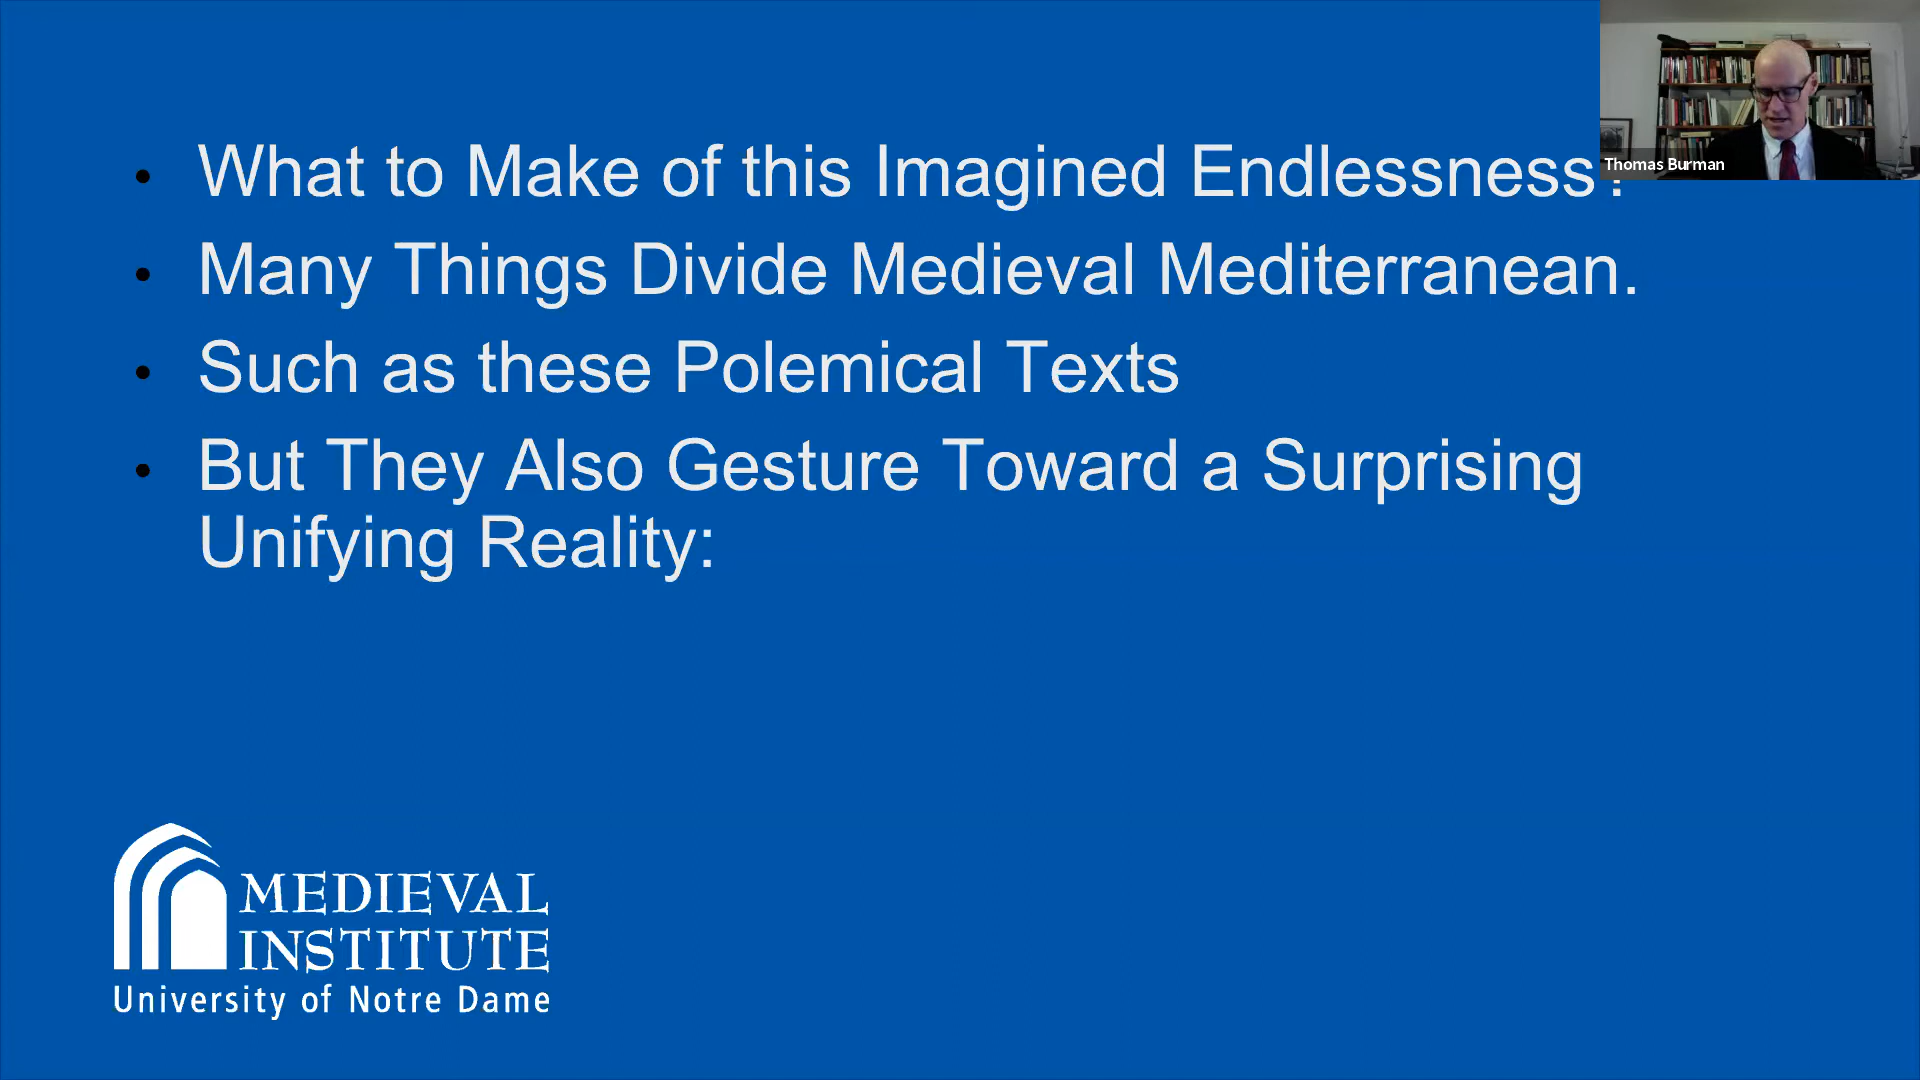 What to Make of this Imagined Endlessness?
Thomas Burman
Many Things Divide Medieval Mediterranean.
Such as these Polemical Texts
But They Also Gesture Toward a Surprising
Unifying Reality:
MEDIEVAL
INSTITUTE
University of Notre Dame